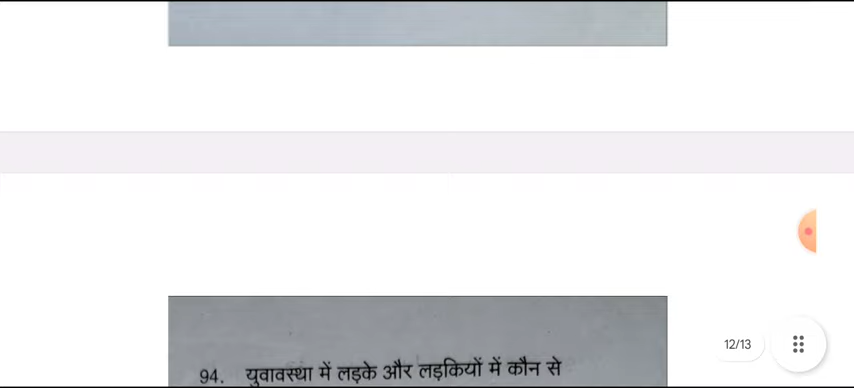 12/13
94. युवावस्था में लड़के और लड़कियों में कौन से